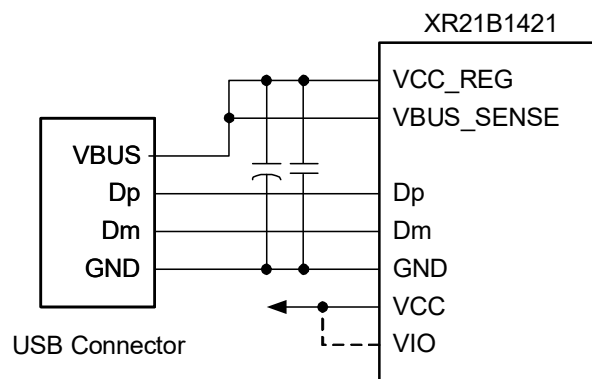 XR21B1421
VCC_REG
VBUS_SENSE
VBUS
Dp
Dm
GND
Dp
Dm
GND
VCC
VIO
USB Connector